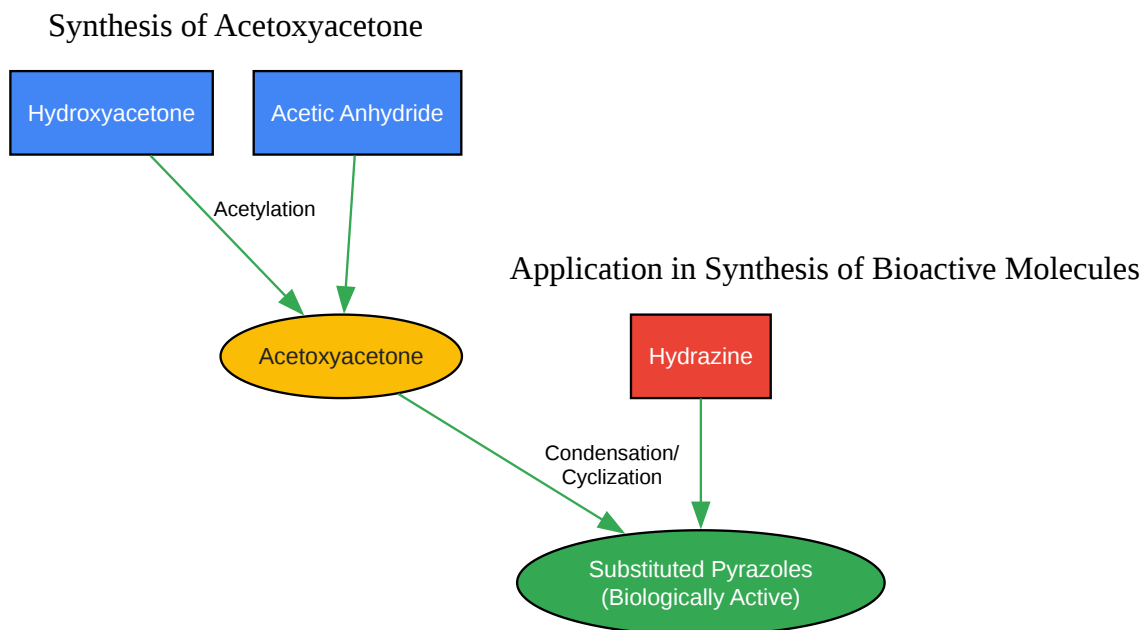 Synthesis of Acetoxyacetone
Hydroxyacetone
Acetic Anhydride
Acetylation
Application in Synthesis of Bioactive Molecules
Acetoxyacetone
Hydrazine
Condensation/
Cyclization
Substituted Pyrazoles
(Biologically Active)